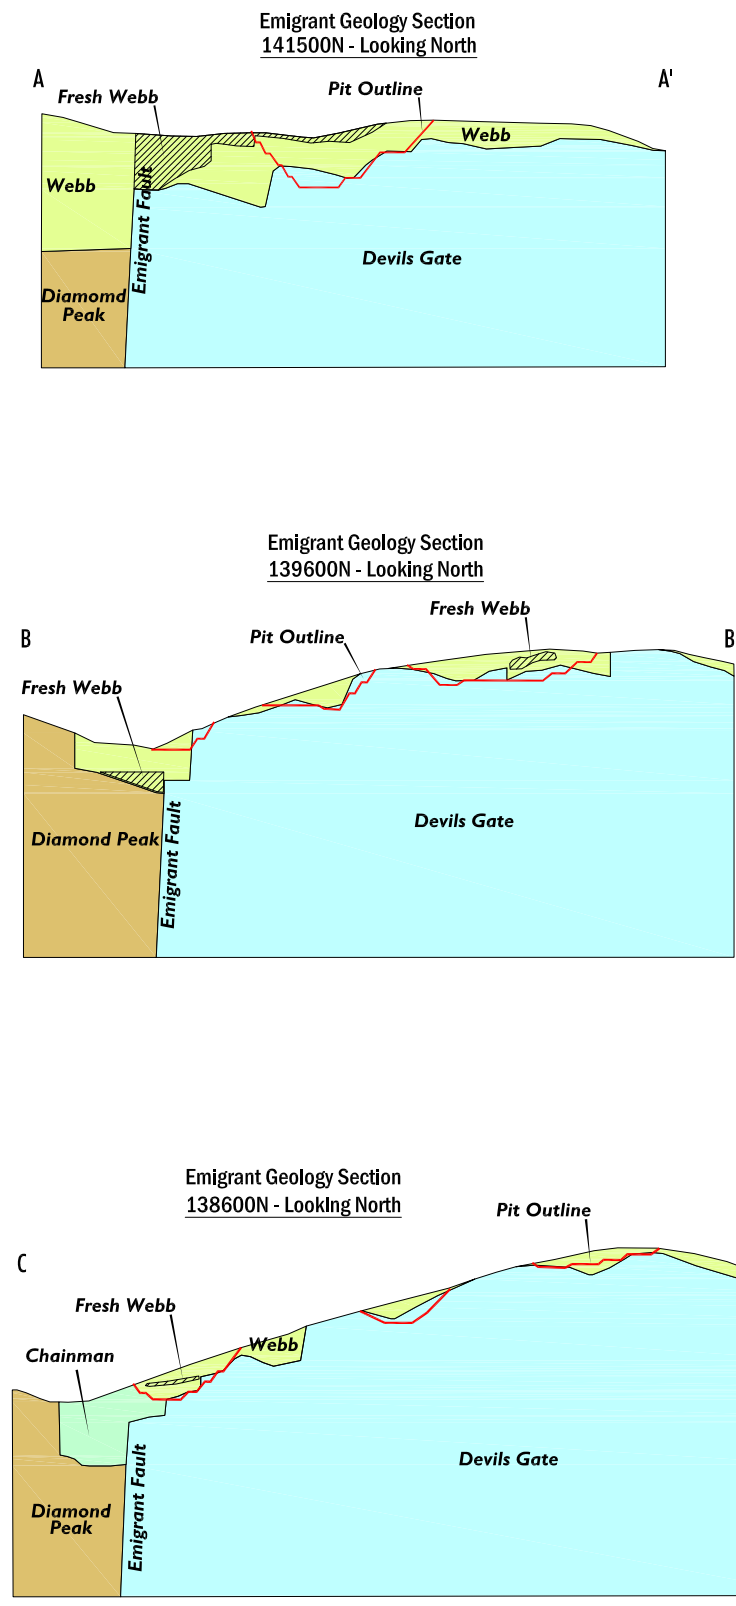 Emigrant Geology Section
141500N - Looking North
A
A'
Fresh Webb
Pit Outline
Webb
Webb
Emigrant Fault
Devils Gate
Diamomd
Peak
Emigrant Geology Section
139600N - Looking North
B
Fresh Webb
Pit Outline
B
Fresh Webb
Devils Gate
Diamond Peak
Emigrant Fault
Emigrant Geology Section
138600N - Looking North
Pit Outline
C
Fresh Webb
Webb
Chainman
Devils Gate
Emigrant Fault
Diamond
Peak